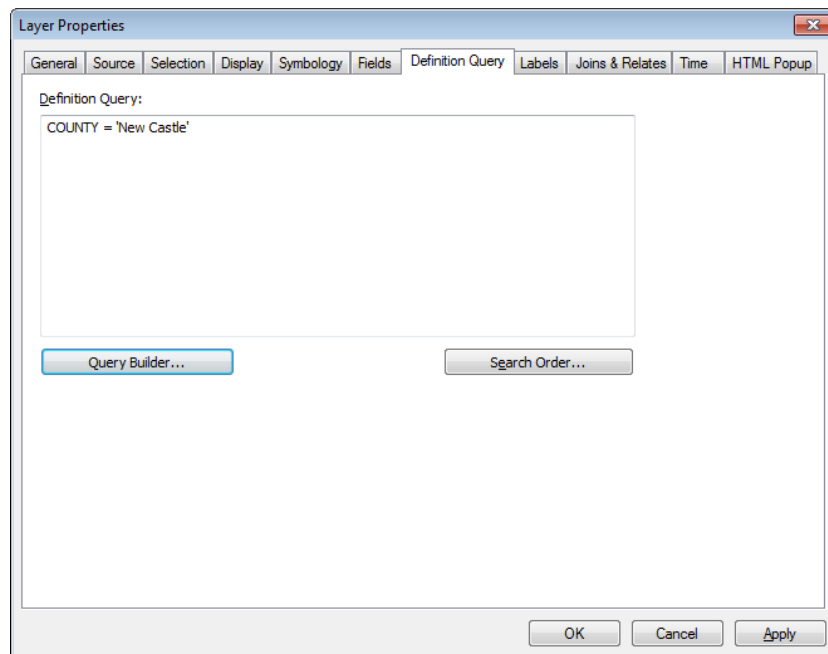 Layer Properties
General Source Selection Display Symbology Fields Definition Query Labels Joins & Relates Time HTML Popup
Definition Query:
COUNTY = 'New Castle'
Query Builder... Search Order...
OK Cancel Apply